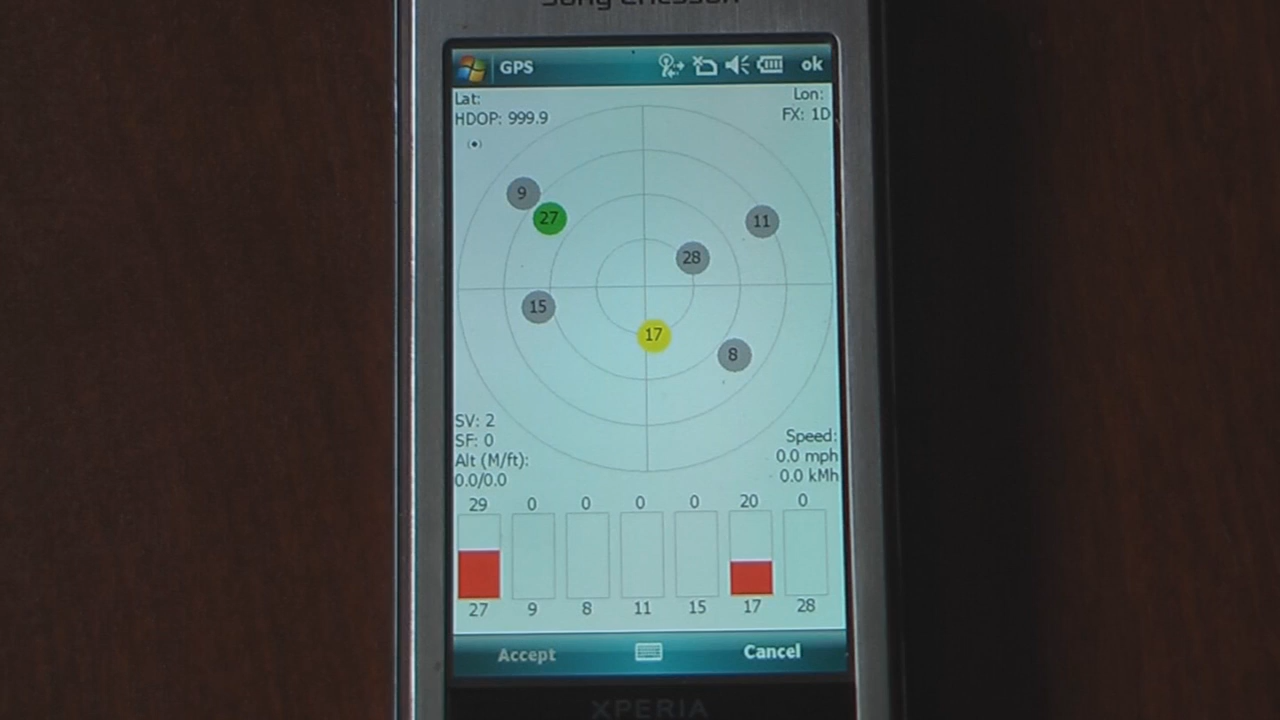 Sony Ericsson
GPS ok
Lat: Lon:
HDOP: 999.9 FX: 1D
9
27
11
28
15
17
8
SV: 2
SF: 0
Alt (M/ft):
0.0/0.0
Speed:
0.0 mph
0.0 kMh
29 0 0 0 0 20 0
27 9 8 11 15 17 28
Accept Cancel
XPERIA